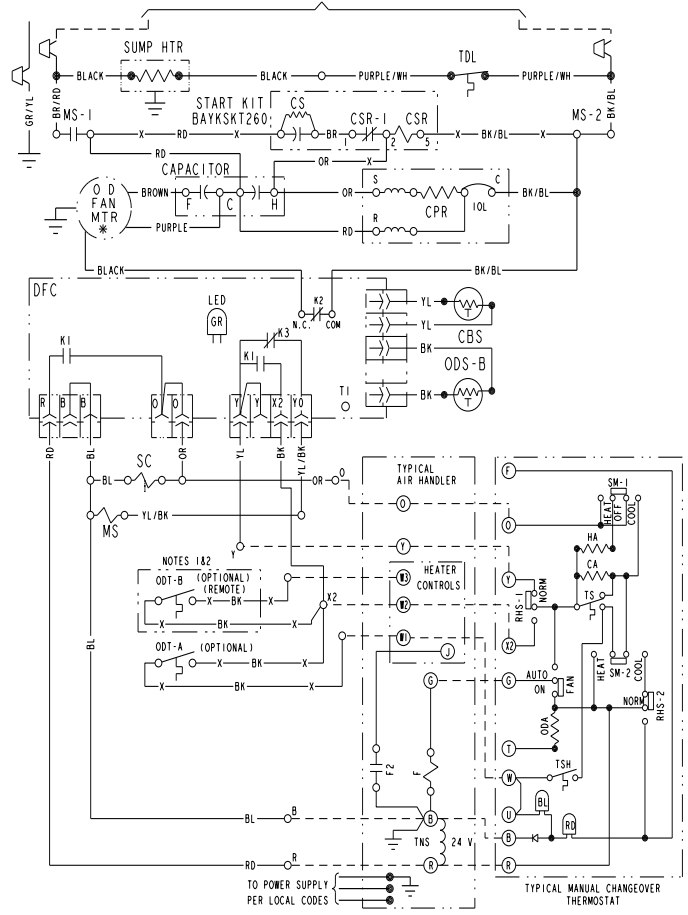 SUMP HTR
TDL
BLACK
BLACK
PURPLE/WH
PURPLE/WH
GR/YL
BR/RD
BK/BL
MS-1
START KIT
BAYKSKT260
CS
CSR-1
CSR
MS-2
X
RD
X
BR
1
2
5
X
BK/BL
X
RD
OR
X
CAPACITOR
O D
FAN
MTR
*
BROWN
F
C
H
OR
S
C
CPR
IOL
BK/BL
PURPLE
RD
R
BLACK
BK/BL
DFC
LED
GR
K2
N.C.
COM
YL
YL
CBS
BK
ODS-B
BK
K1
K3
K1
T1
R
B
B
O
O
Y
Y
X2
YO
RD
BL
OR
YL
BK
YL/BK
SC
BL
1
OR
O
MS
YL/BK
Y
NOTES 1&2
ODT-B
(OPTIONAL)
(REMOTE)
X
BK
X
X
BK
X
X2
ODT-A
(OPTIONAL)
X
BK
X
X
BK
X
BL
TYPICAL
AIR HANDLER
O
Y
W3
HEATER
CONTROLS
W2
W1
J
G
F2
F
BL
B
B
TNS
24 V
RD
R
R
TO POWER SUPPLY
PER LOCAL CODES
F
SM-1
HEAT
OFF
COOL
O
HA
CA
Y
NORM
RHS-1
TS
X2
HEAT
SM-2
COOL
G
AUTO
ON
FAN
NORM
RHS-2
ODA
T
TSH
W
BL
U
RD
B
R
TYPICAL MANUAL CHANGEOVER
THERMOSTAT